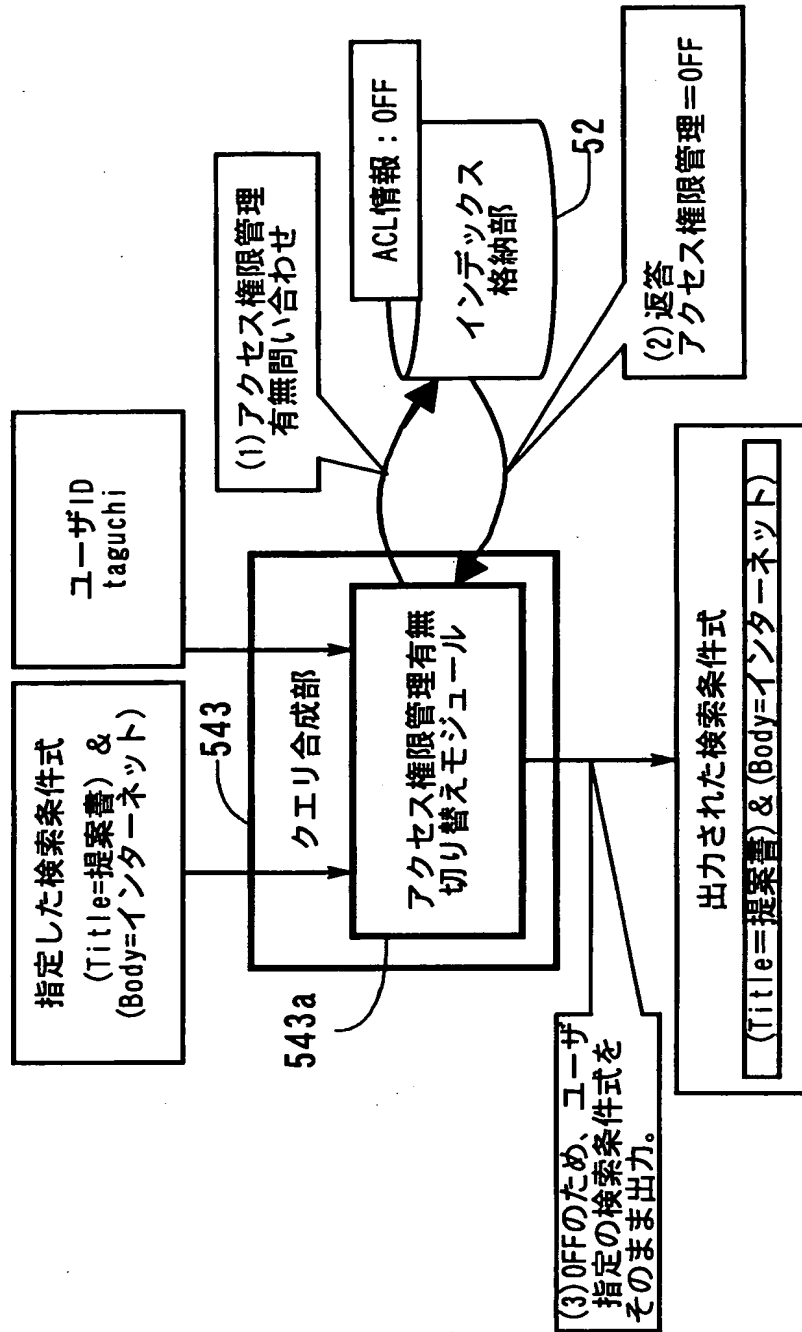 指定した検索条件式
(Title=提案書) &
(Body=インターネット)
ユーザID
taguchi
543
クエリ合成部
543a
アクセス権限管理有無
切り替えモジュール
(1)アクセス権限管理
有無問い合わせ
ACL情報:OFF
インデックス
格納部
52
(2)返答
アクセス権限管理=OFF
(3)OFFのため、ユーザ
指定の検索条件式を
そのまま出力。
出力された検索条件式
(Title=提案書)&(Body=インターネット)